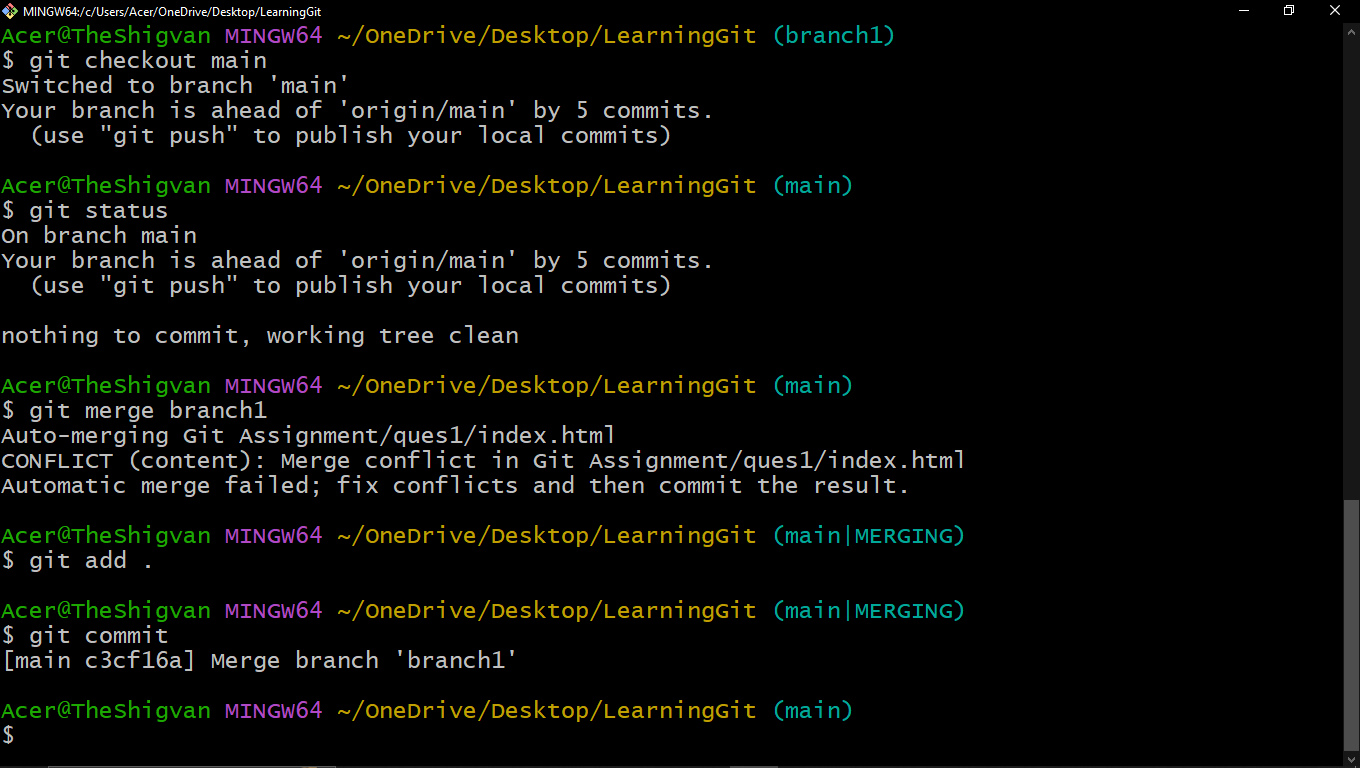 MINGW64:/c/Users/Acer/OneDrive/Desktop/LearningGit
Acer@TheShigvan MINGW64 ~/OneDrive/Desktop/LearningGit (branch1)
$ git checkout main
Switched to branch 'main'
Your branch is ahead of 'origin/main' by 5 commits.
  (use "git push" to publish your local commits)

Acer@TheShigvan MINGW64 ~/OneDrive/Desktop/LearningGit (main)
$ git status
On branch main
Your branch is ahead of 'origin/main' by 5 commits.
  (use "git push" to publish your local commits)

nothing to commit, working tree clean

Acer@TheShigvan MINGW64 ~/OneDrive/Desktop/LearningGit (main)
$ git merge branch1
Auto-merging Git Assignment/ques1/index.html
CONFLICT (content): Merge conflict in Git Assignment/ques1/index.html
Automatic merge failed; fix conflicts and then commit the result.

Acer@TheShigvan MINGW64 ~/OneDrive/Desktop/LearningGit (main|MERGING)
$ git add .

Acer@TheShigvan MINGW64 ~/OneDrive/Desktop/LearningGit (main|MERGING)
$ git commit
[main c3cf16a] Merge branch 'branch1'

Acer@TheShigvan MINGW64 ~/OneDrive/Desktop/LearningGit (main)
$